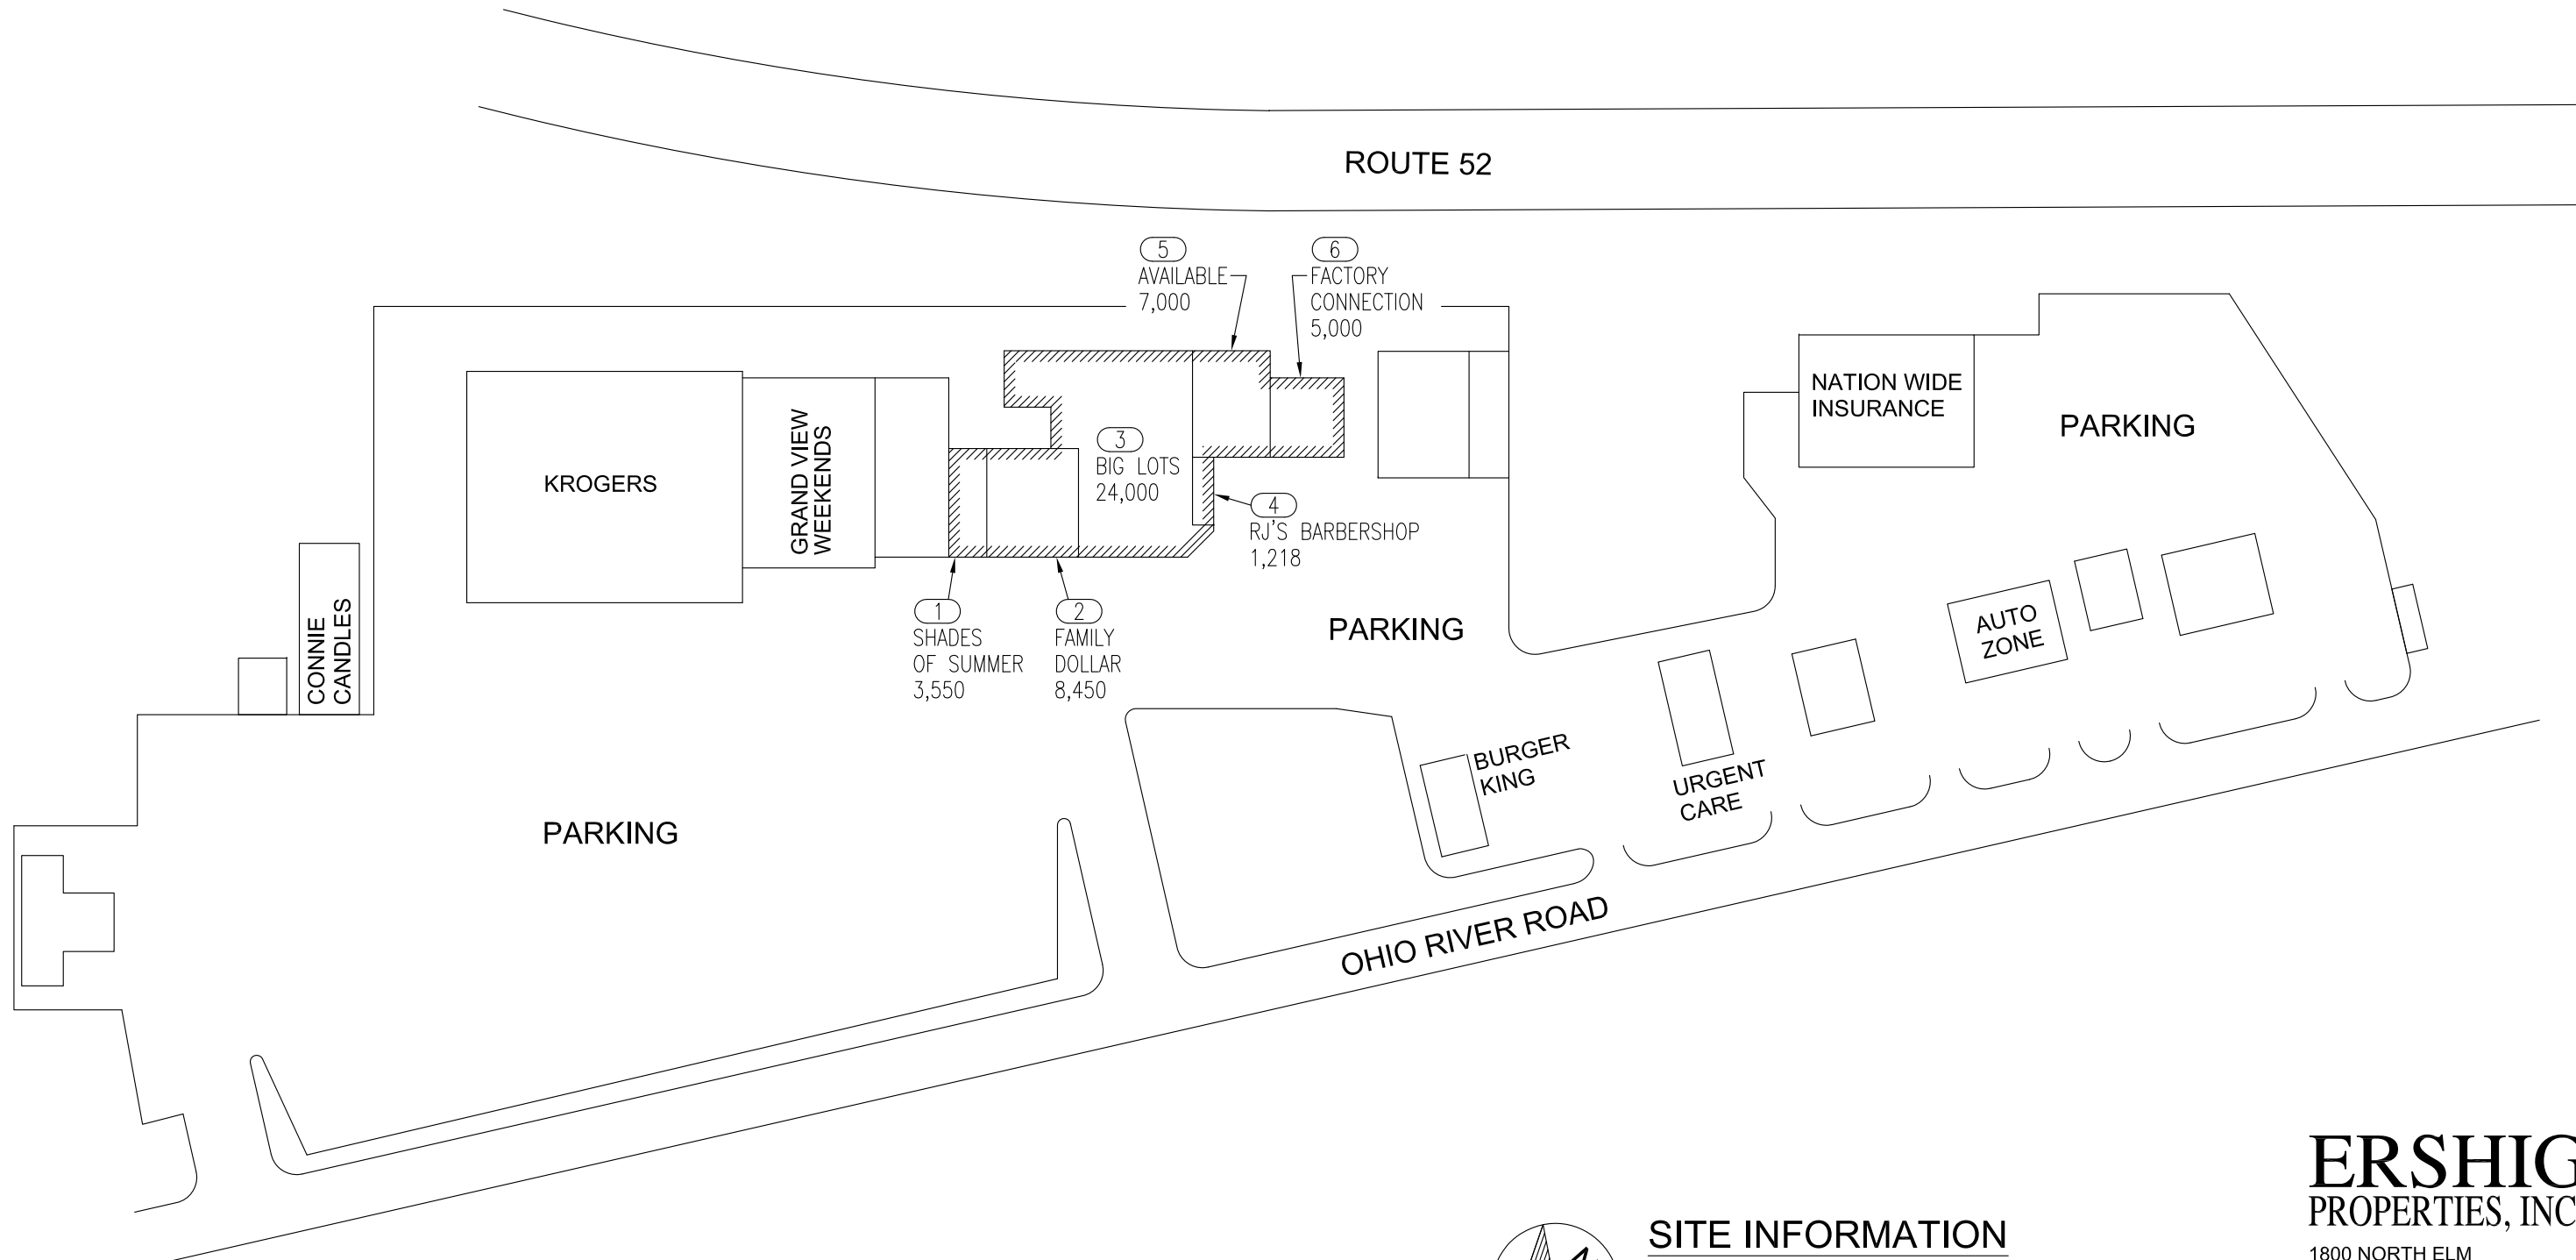 ROUTE 52
5
AVAILABLE
7,000
6
FACTORY
CONNECTION
5,000
NATION WIDE
INSURANCE
PARKING
KROGERS
GRAND VIEW
WEEKENDS
3
BIG LOTS
24,000
4
RJ'S BARBERSHOP
1,218
CONNIE
CANDLES
1
SHADES
OF SUMMER
3,550
2
FAMILY
DOLLAR
8,450
PARKING
AUTO
ZONE
BURGER
KING
URGENT
CARE
PARKING
OHIO RIVER ROAD
SITE INFORMATION
ERSHIG
PROPERTIES, INC
1800 NORTH ELM